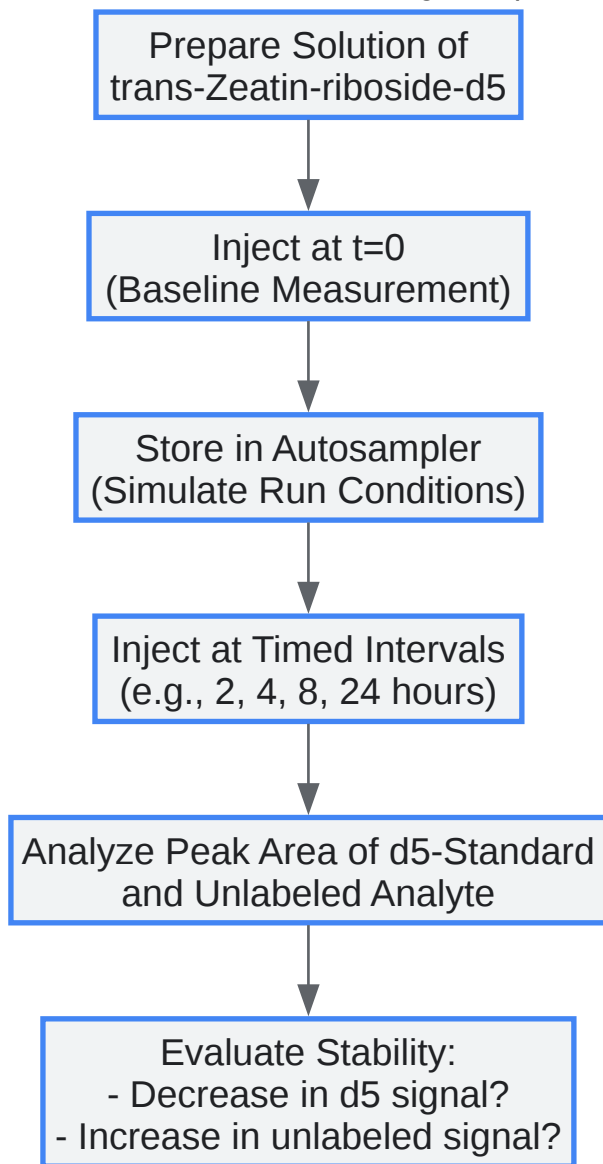 Prepare Solution of
trans-Zeatin-riboside-d5
Inject at t=0
(Baseline Measurement)
Store in Autosampler
(Simulate Run Conditions)
Inject at Timed Intervals
(e.g., 2, 4, 8, 24 hours)
Analyze Peak Area of d5-Standard
and Unlabeled Analyte
Evaluate Stability:
- Decrease in d5 signal?
- Increase in unlabeled signal?